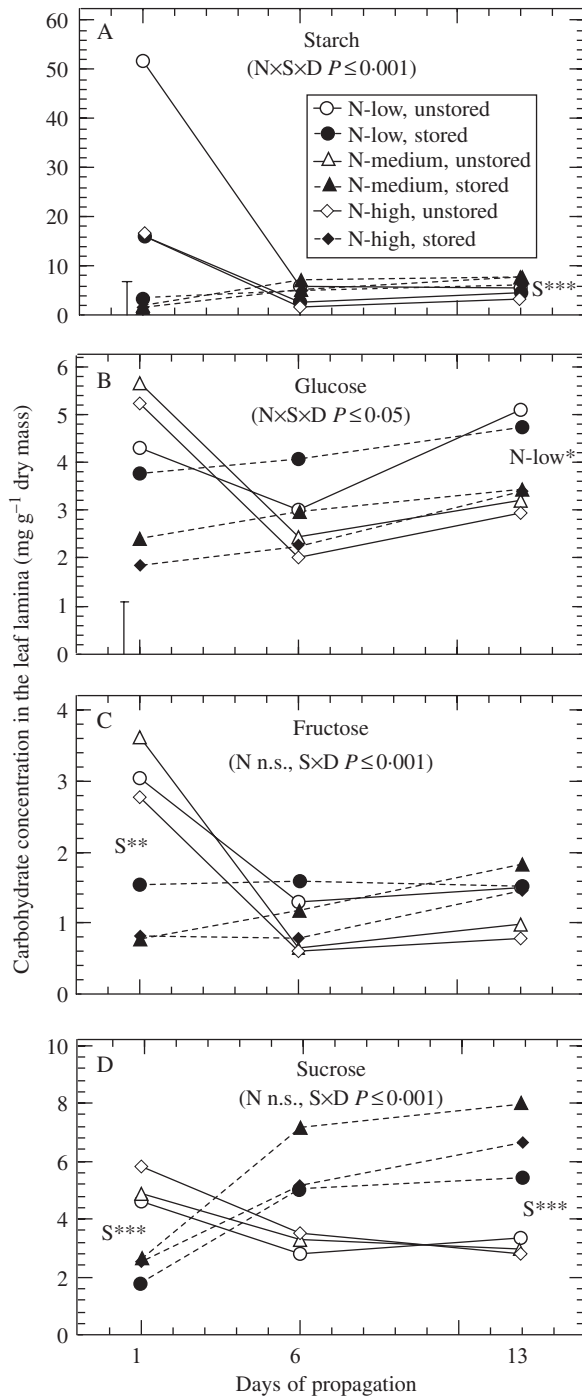 A
Starch
(N×S×D P ≤ 0·001)
N-low, unstored
N-low, stored
N-medium, unstored
N-medium, stored
N-high, unstored
N-high, stored
60
50
40
30
20
10
0
S***
B
Glucose
(N×S×D P ≤ 0·05)
6
5
4
3
2
1
0
N-low*
Carbohydrate concentration in the leaf lamina (mg g−1 dry mass)
C
Fructose
(N n.s., S×D P ≤ 0·001)
4
3
2
1
0
S**
D
Sucrose
(N n.s., S×D P ≤ 0·001)
10
8
6
4
2
0
S***
S***
1
6
13
Days of propagation